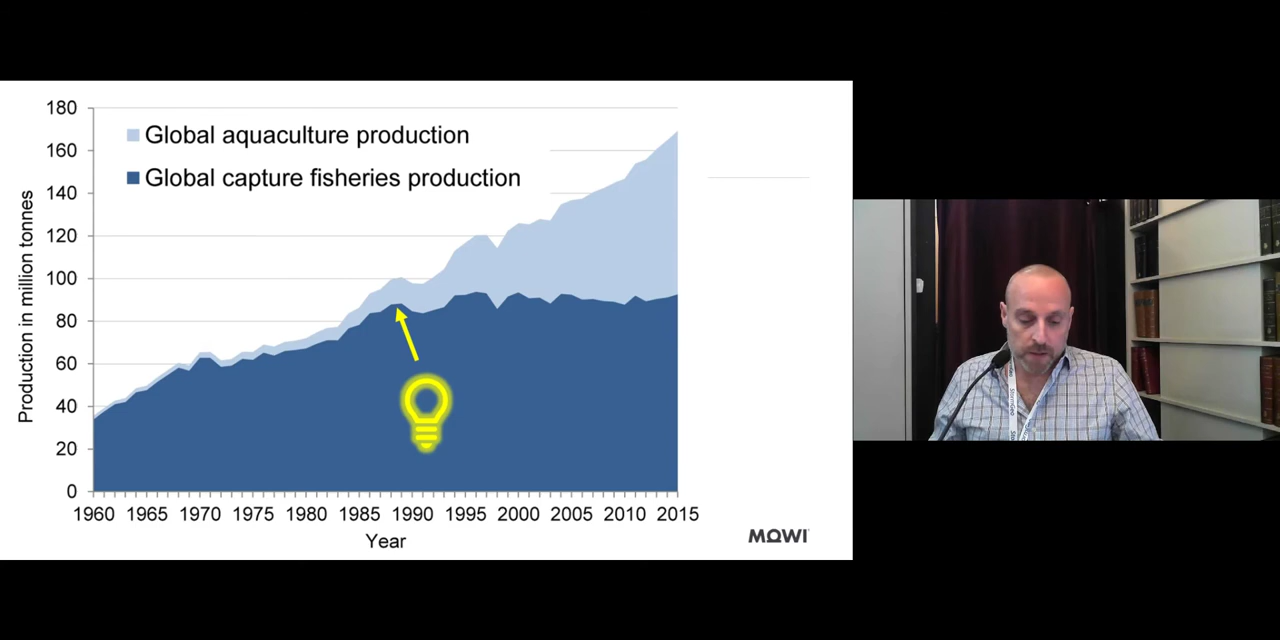 180
160
140
120
100
80
60
40
20
0
Production in million tonnes
Global aquaculture production
Global capture fisheries production
1960 1965 1970 1975 1980 1985 1990 1995 2000 2005 2010 2015
Year
MOWI